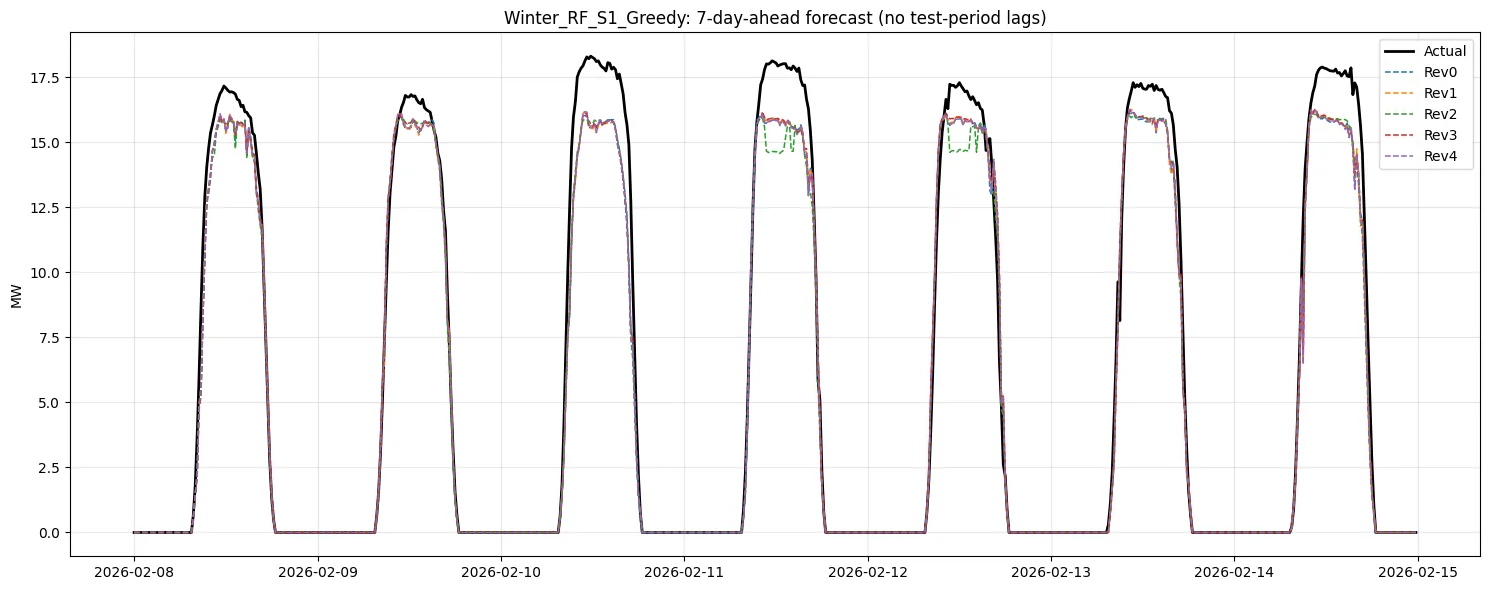 Winter_RF_S1_Greedy: 7-day-ahead forecast (no test-period lags)
Actual
Rev0
Rev1
Rev2
Rev3
Rev4
MW
17.5
15.0
12.5
10.0
7.5
5.0
2.5
0.0
2026-02-08
2026-02-09
2026-02-10
2026-02-11
2026-02-12
2026-02-13
2026-02-14
2026-02-15